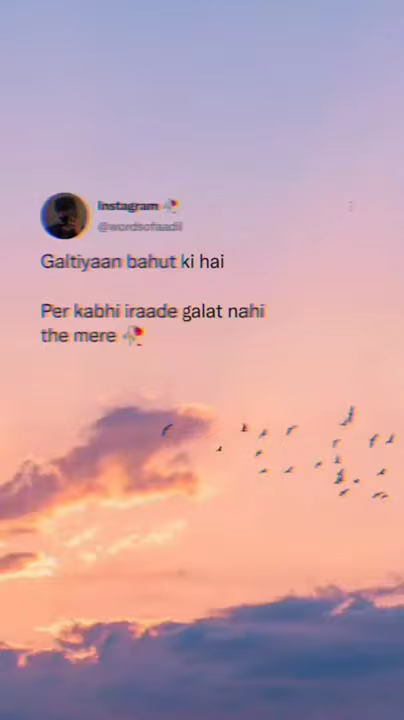 Instagram 🥀
@wordsofaadil
Galtiyaan bahut ki hai
Per kabhi iraade galat nahi
the mere 🥀